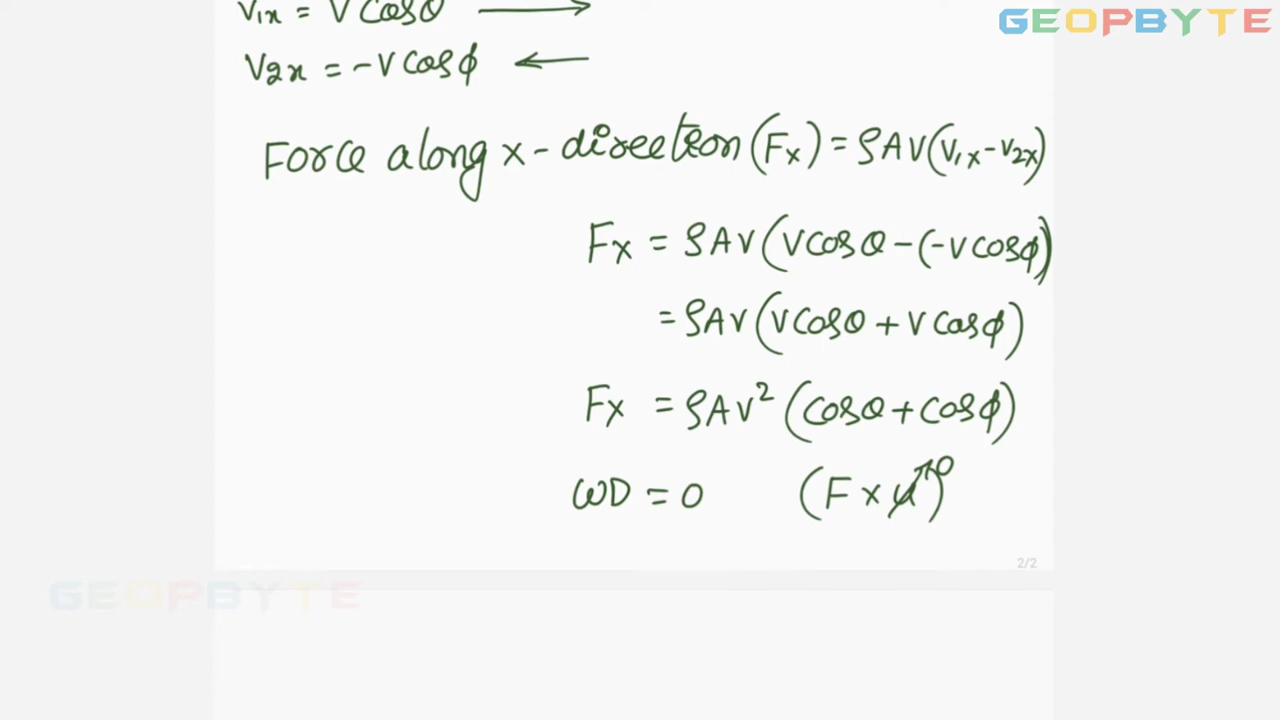 GEOPBYTE
V1x = V Cosθ →
V2x = -V Cosϕ ←
Force along x - direction (Fx) = ρAV(V1x - V2x)
Fx = ρAV(VCosθ - (-VCosϕ)
= ρAV(VCosθ + VCosϕ)
Fx = ρAV² (Cosθ + Cosϕ)
WD = 0 (F × u)↗0
2/2
GEOPBYTE